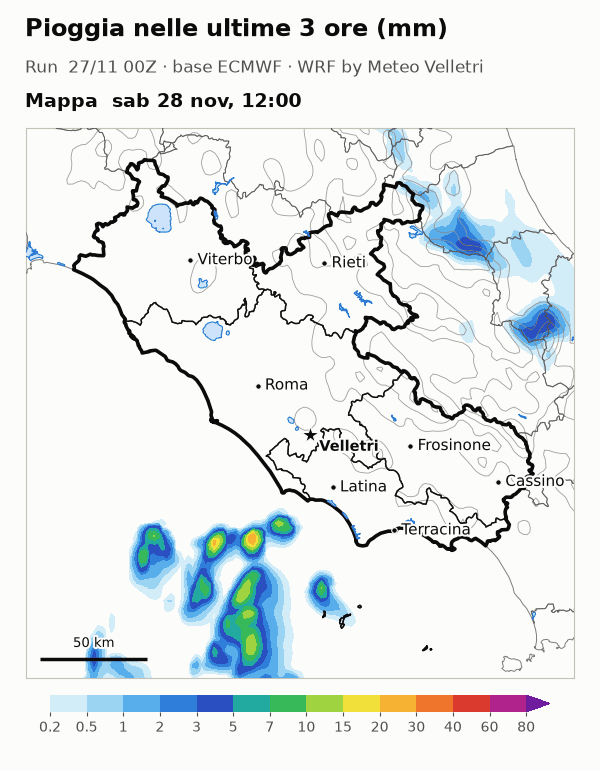 Pioggia nelle ultime 3 ore (mm)
Run 27/11 00Z · base ECMWF · WRF by Meteo Velletri
Mappa sab 28 nov, 12:00
Viterbo
Rieti
Roma
Velletri
Frosinone
Cassino
Latina
Terracina
50 km
0.2 0.5 1 2 3 5 7 10 15 20 30 40 60 80